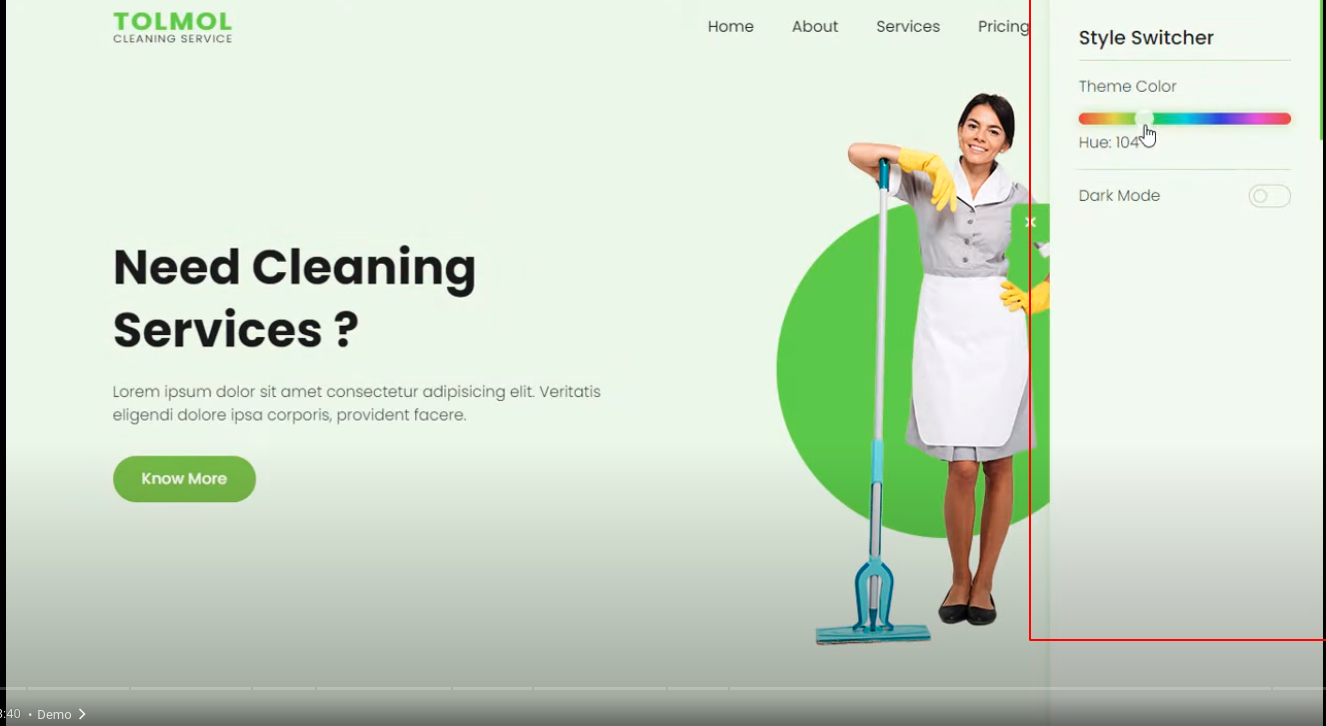 TOLMOL
CLEANING SERVICE
Home About Services Pricing
Style Switcher
Theme Color
Hue: 104
Dark Mode
Need Cleaning
Services ?
Lorem ipsum dolor sit amet consectetur adipisicing elit. Veritatis
eligendi dolore ipsa corporis, provident facere.
Know More
:40 • Demo